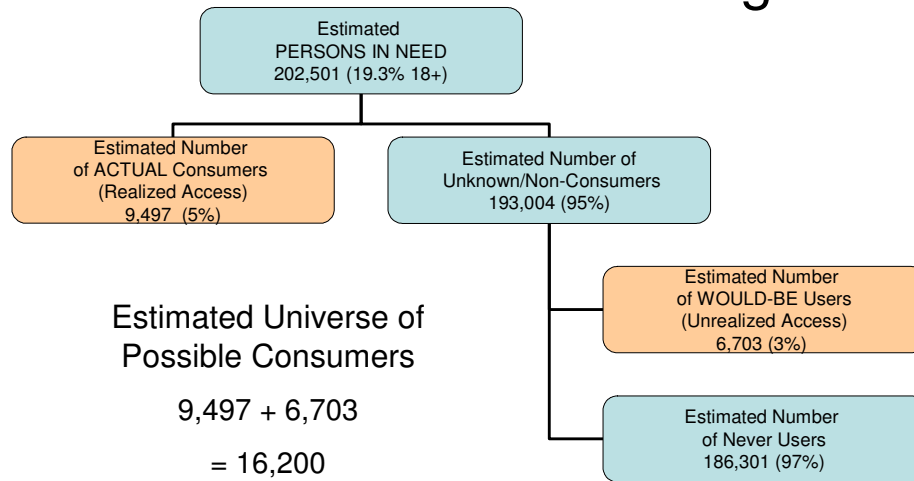 Estimated
PERSONS IN NEED
202,501 (19.3% 18+)
Estimated Number
of ACTUAL Consumers
(Realized Access)
9,497 (5%)
Estimated Number of
Unknown/Non-Consumers
193,004 (95%)
Estimated Number
of WOULD-BE Users
(Unrealized Access)
6,703 (3%)
Estimated Universe of
Possible Consumers
9,497 + 6,703
= 16,200
Estimated Number
of Never Users
186,301 (97%)